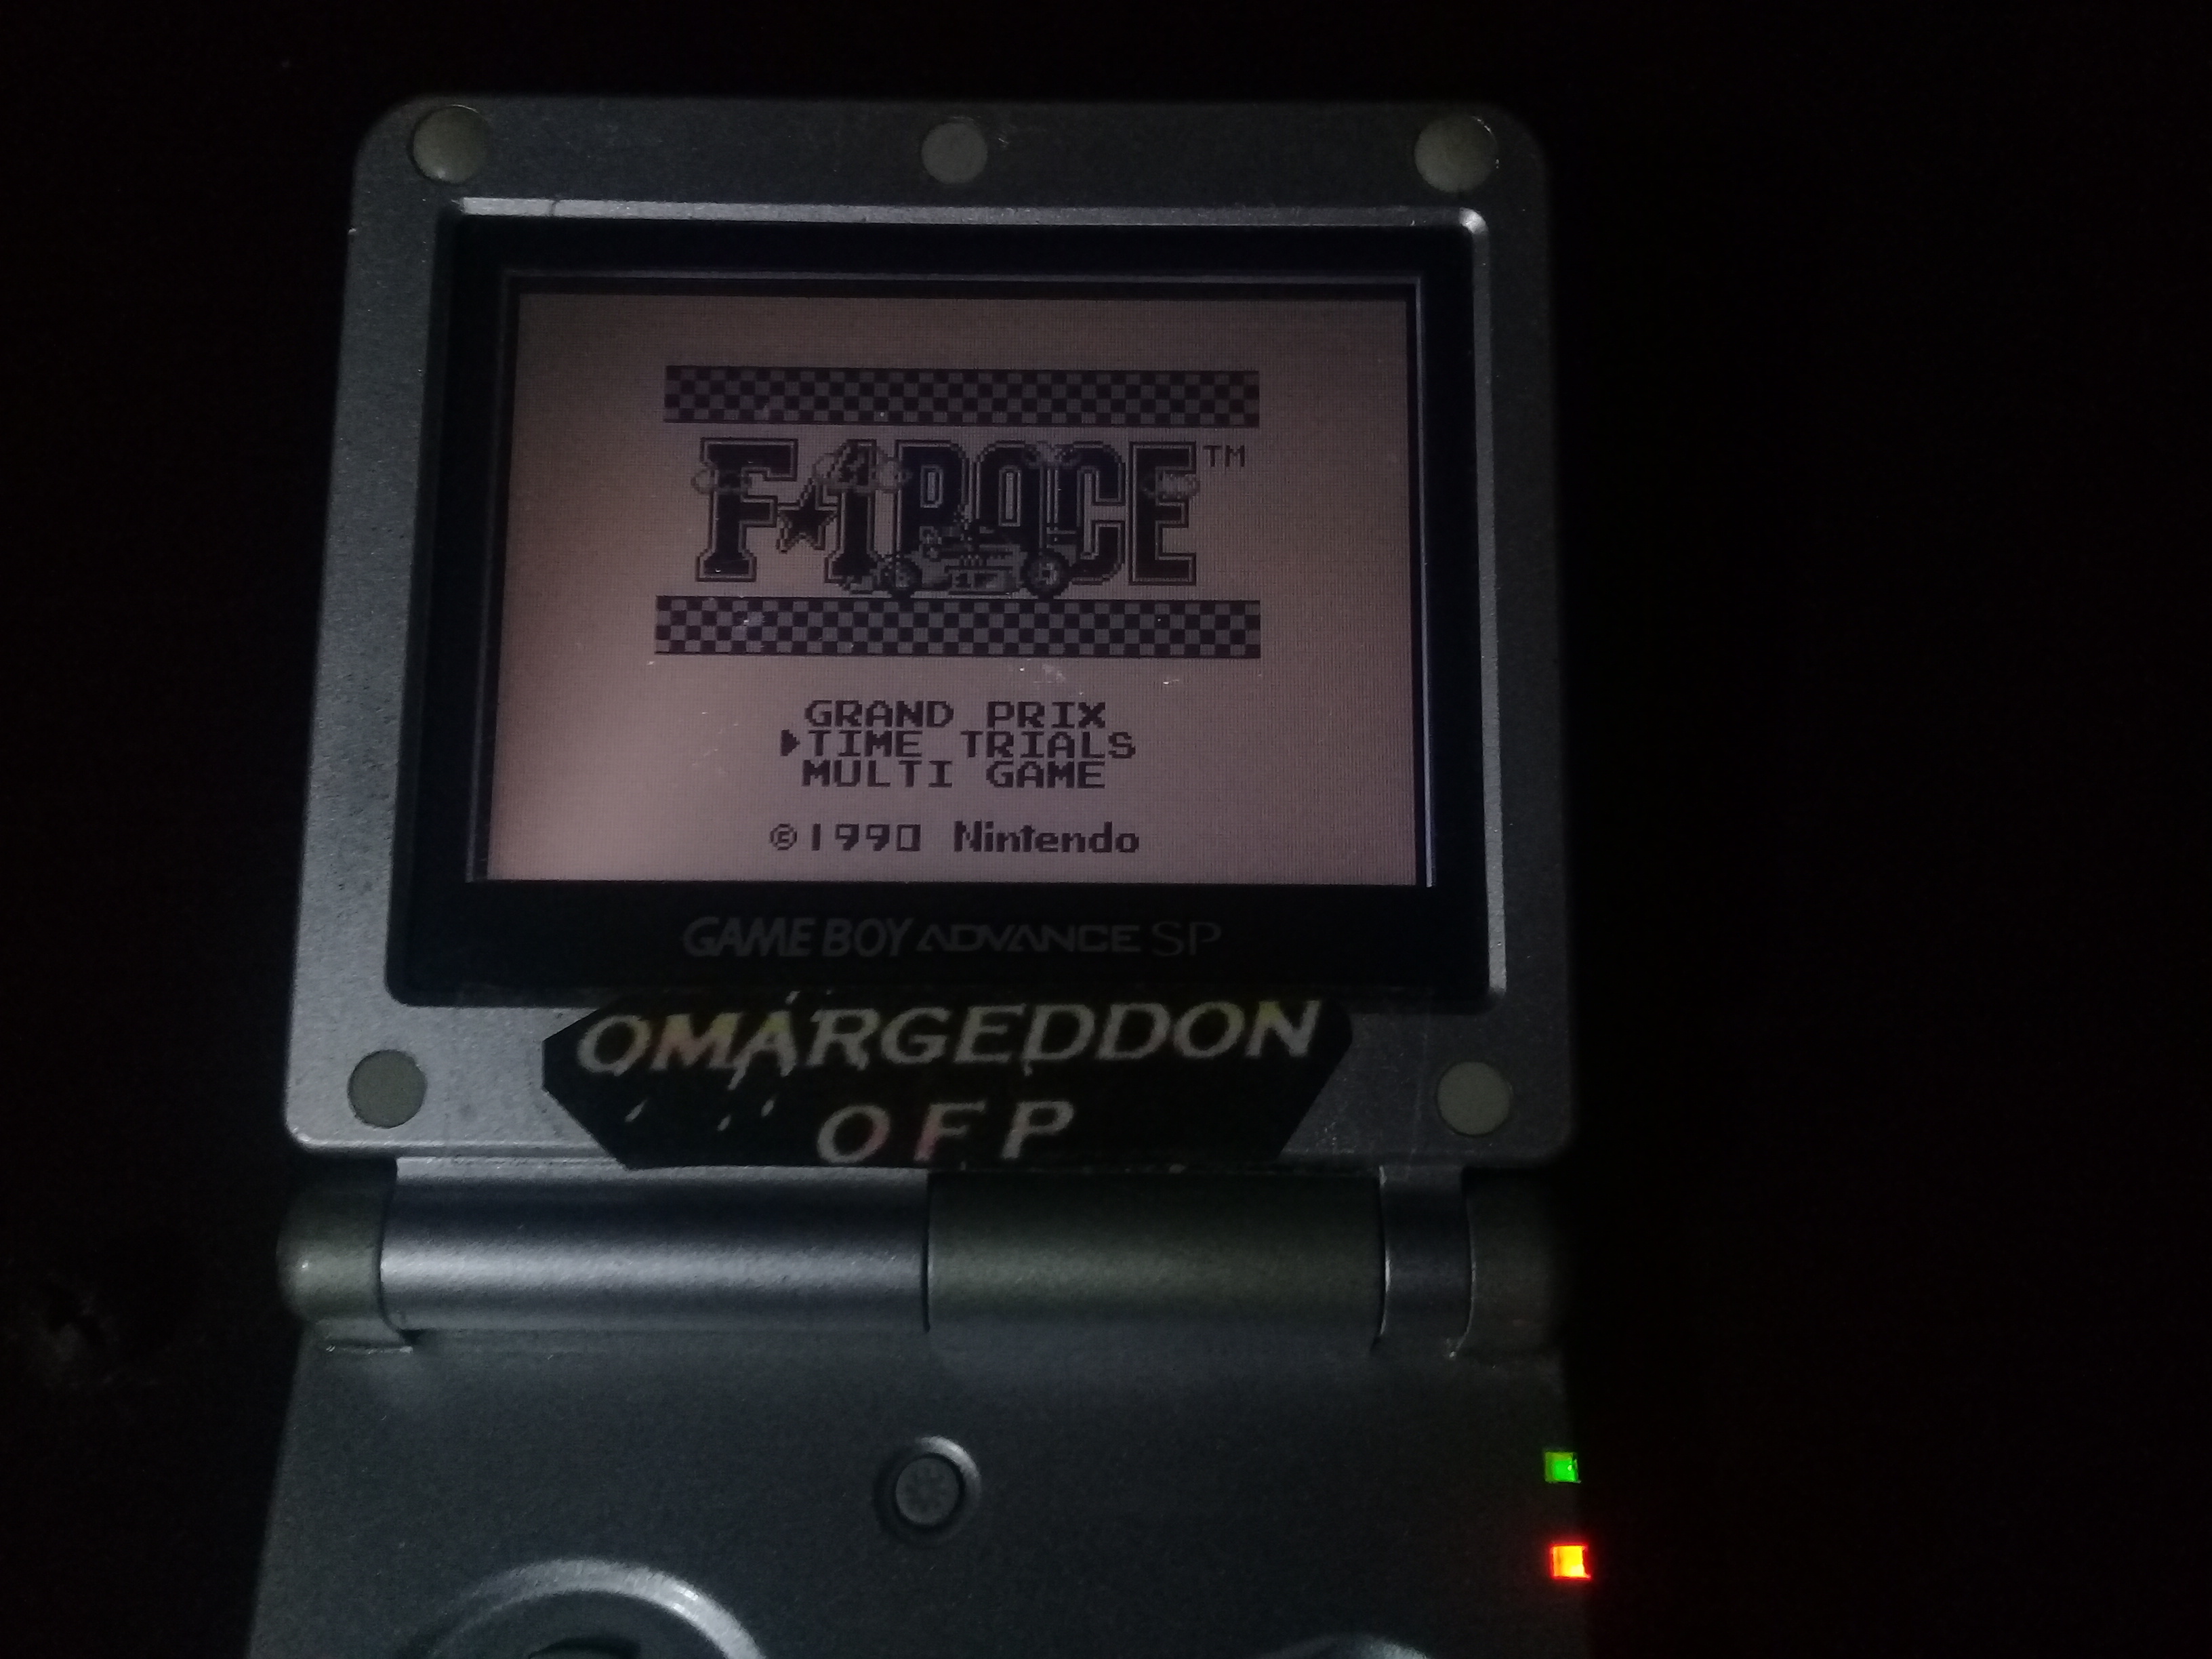 F★1 RACE™
GRAND PRIX
TIME TRIALS
MULTI GAME
©1990 Nintendo
GAME BOY ADVANCE SP
OMARGEDDON
OFP